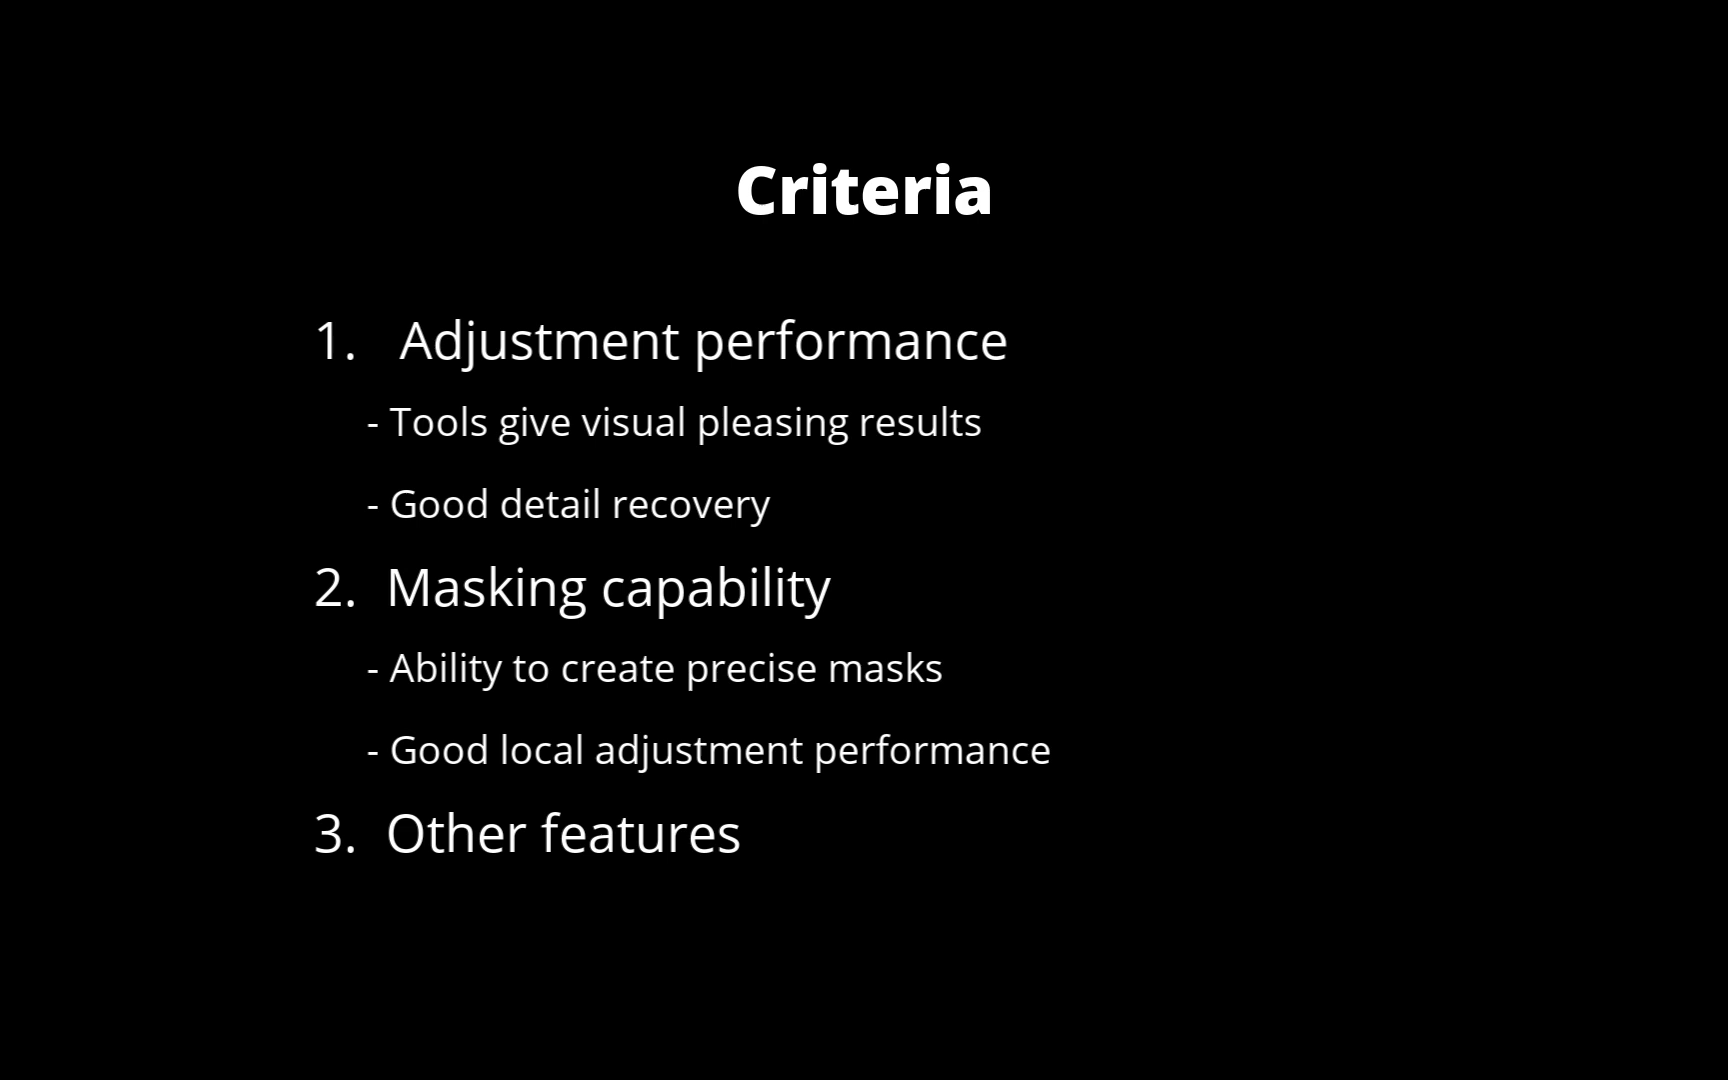 Criteria
1. Adjustment performance
- Tools give visual pleasing results
- Good detail recovery
2. Masking capability
- Ability to create precise masks
- Good local adjustment performance
3. Other features